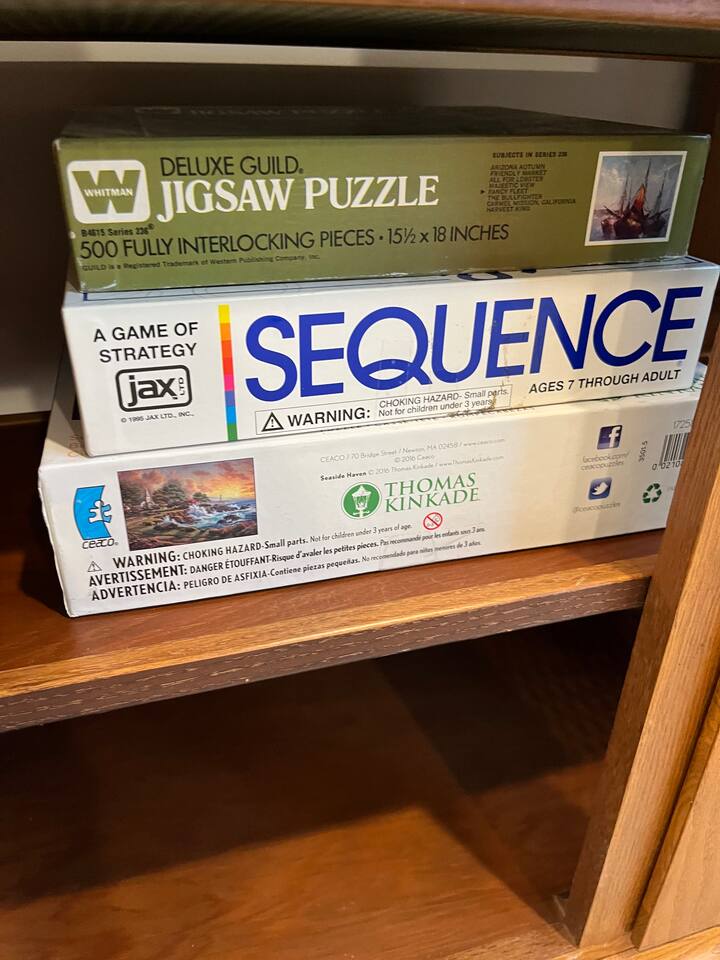 WHITMAN
DELUXE GUILD®
JIGSAW PUZZLE
B4615 Series 236®
500 FULLY INTERLOCKING PIECES • 15½ x 18 INCHES
GUILD is a Registered Trademark of Western Publishing Company, Inc.
SUBJECTS IN SERIES 236
ARIZONA AUTUMN
FRIENDLY MARKET
ALL FOR LOBSTER
MAJESTIC VIEW
FANCY FLEET
THE BULLFIGHTER
CARMEL MISSION, CALIFORNIA
HARVEST KING
A GAME OF
STRATEGY
jax LTD
© 1995 JAX LTD., INC.
SEQUENCE
WARNING: CHOKING HAZARD- Small parts.
Not for children under 3 years
AGES 7 THROUGH ADULT
ceaco
CEACO / 70 Bridge Street / Newton, MA 02458 / www.ceaco.com
© 2016 Ceaco
Seaside Haven © 2016 Thomas Kinkade / www.ThomasKinkade.com
THOMAS
KINKADE
facebook.com/
ceacopuzzles
@ceacopuzzles
WARNING: CHOKING HAZARD-Small parts. Not for children under 3 years of age.
AVERTISSEMENT: DANGER ÉTOUFFANT-Risque d'avaler les petites pieces. Pas recommandé pour les enfants sous 3 ans.
ADVERTENCIA: PELIGRO DE ASFIXIA-Contiene piezas pequeñas. No recomendado para niños menores de 3 años.